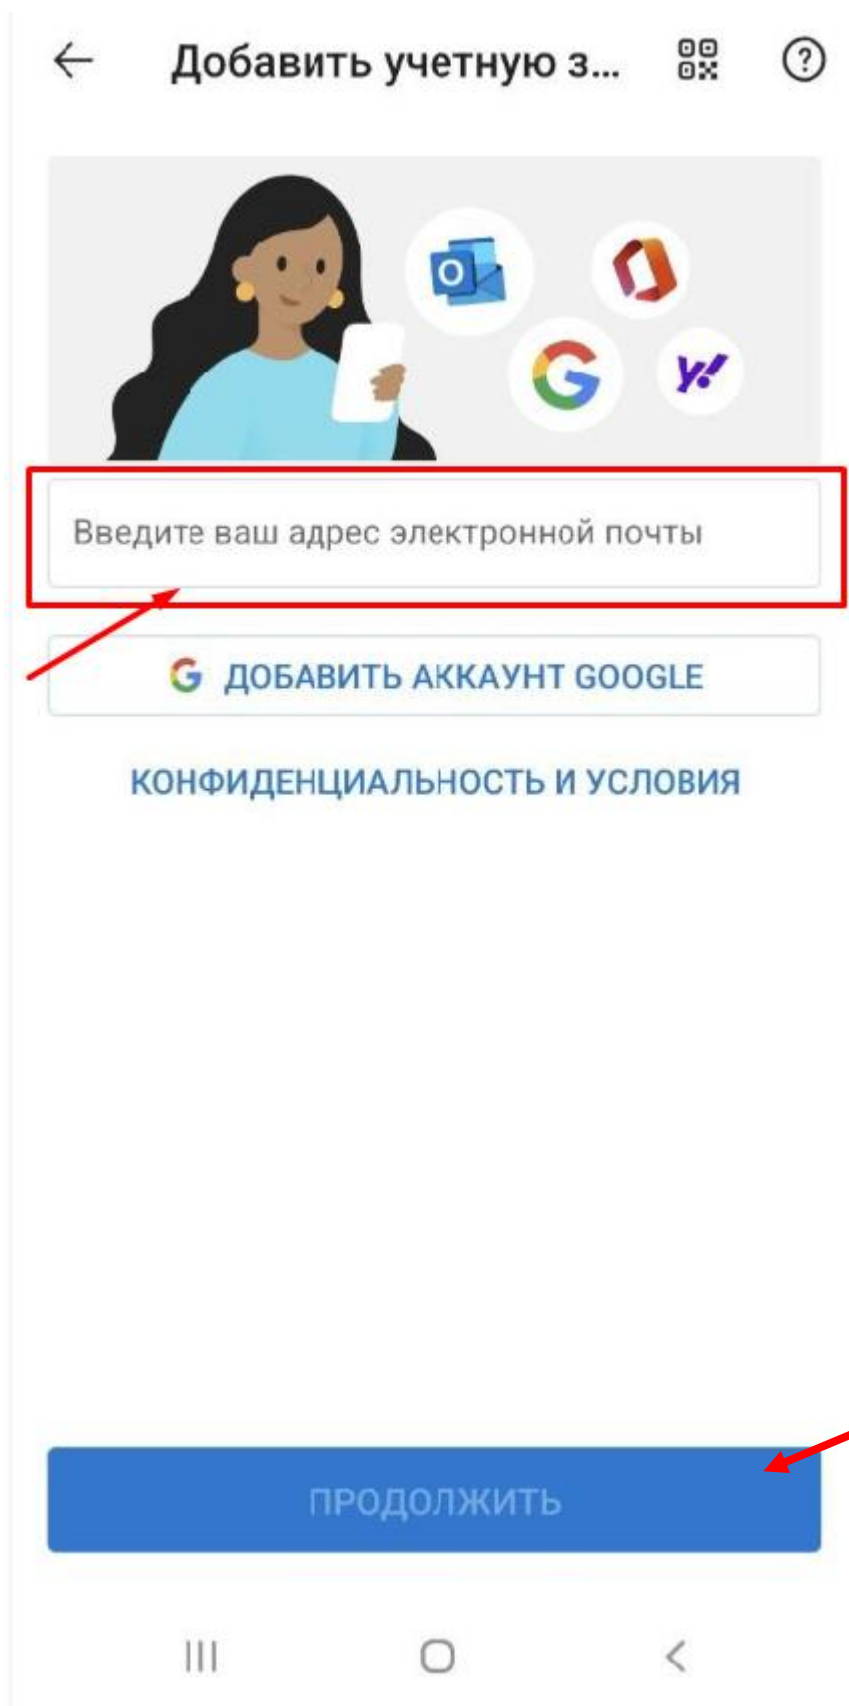 Добавить учетную з...
Введите ваш адрес электронной почты
ДОБАВИТЬ АККАУНТ GOOGLE
КОНФИДЕНЦИАЛЬНОСТЬ И УСЛОВИЯ
ПРОДОЛЖИТЬ